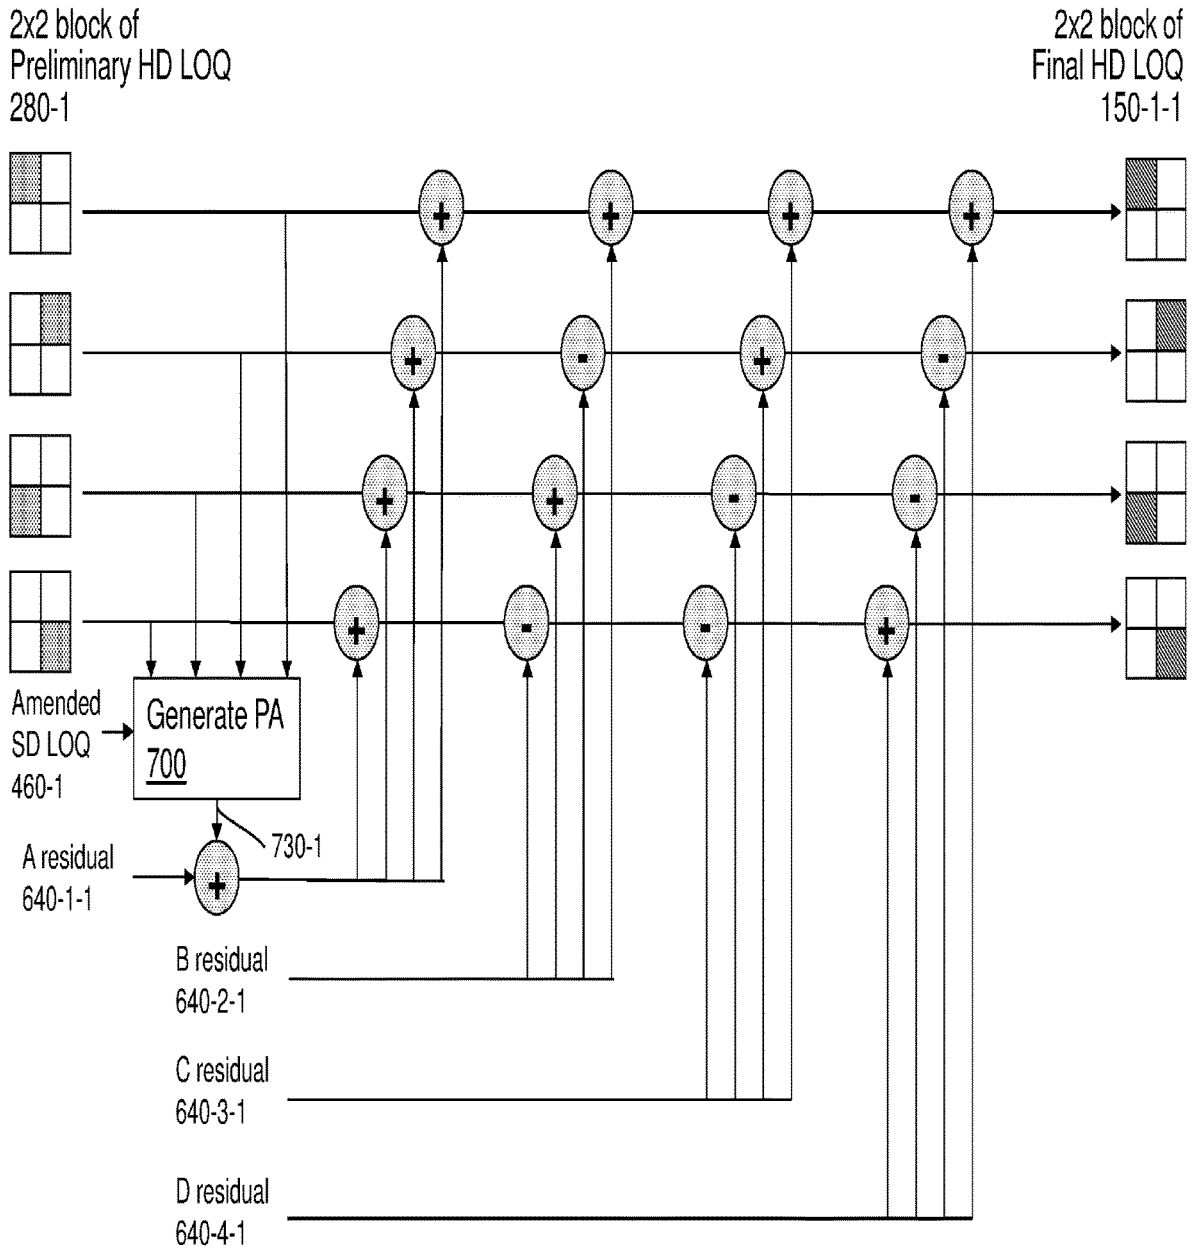 2x2 block of
Preliminary HD LOQ
280-1
2x2 block of
Final HD LOQ
150-1-1
+ + + +
+ - + -
+ + - -
+ - - +
Amended
SD LOQ
460-1
Generate PA
700
730-1
A residual
640-1-1
+
B residual
640-2-1
C residual
640-3-1
D residual
640-4-1